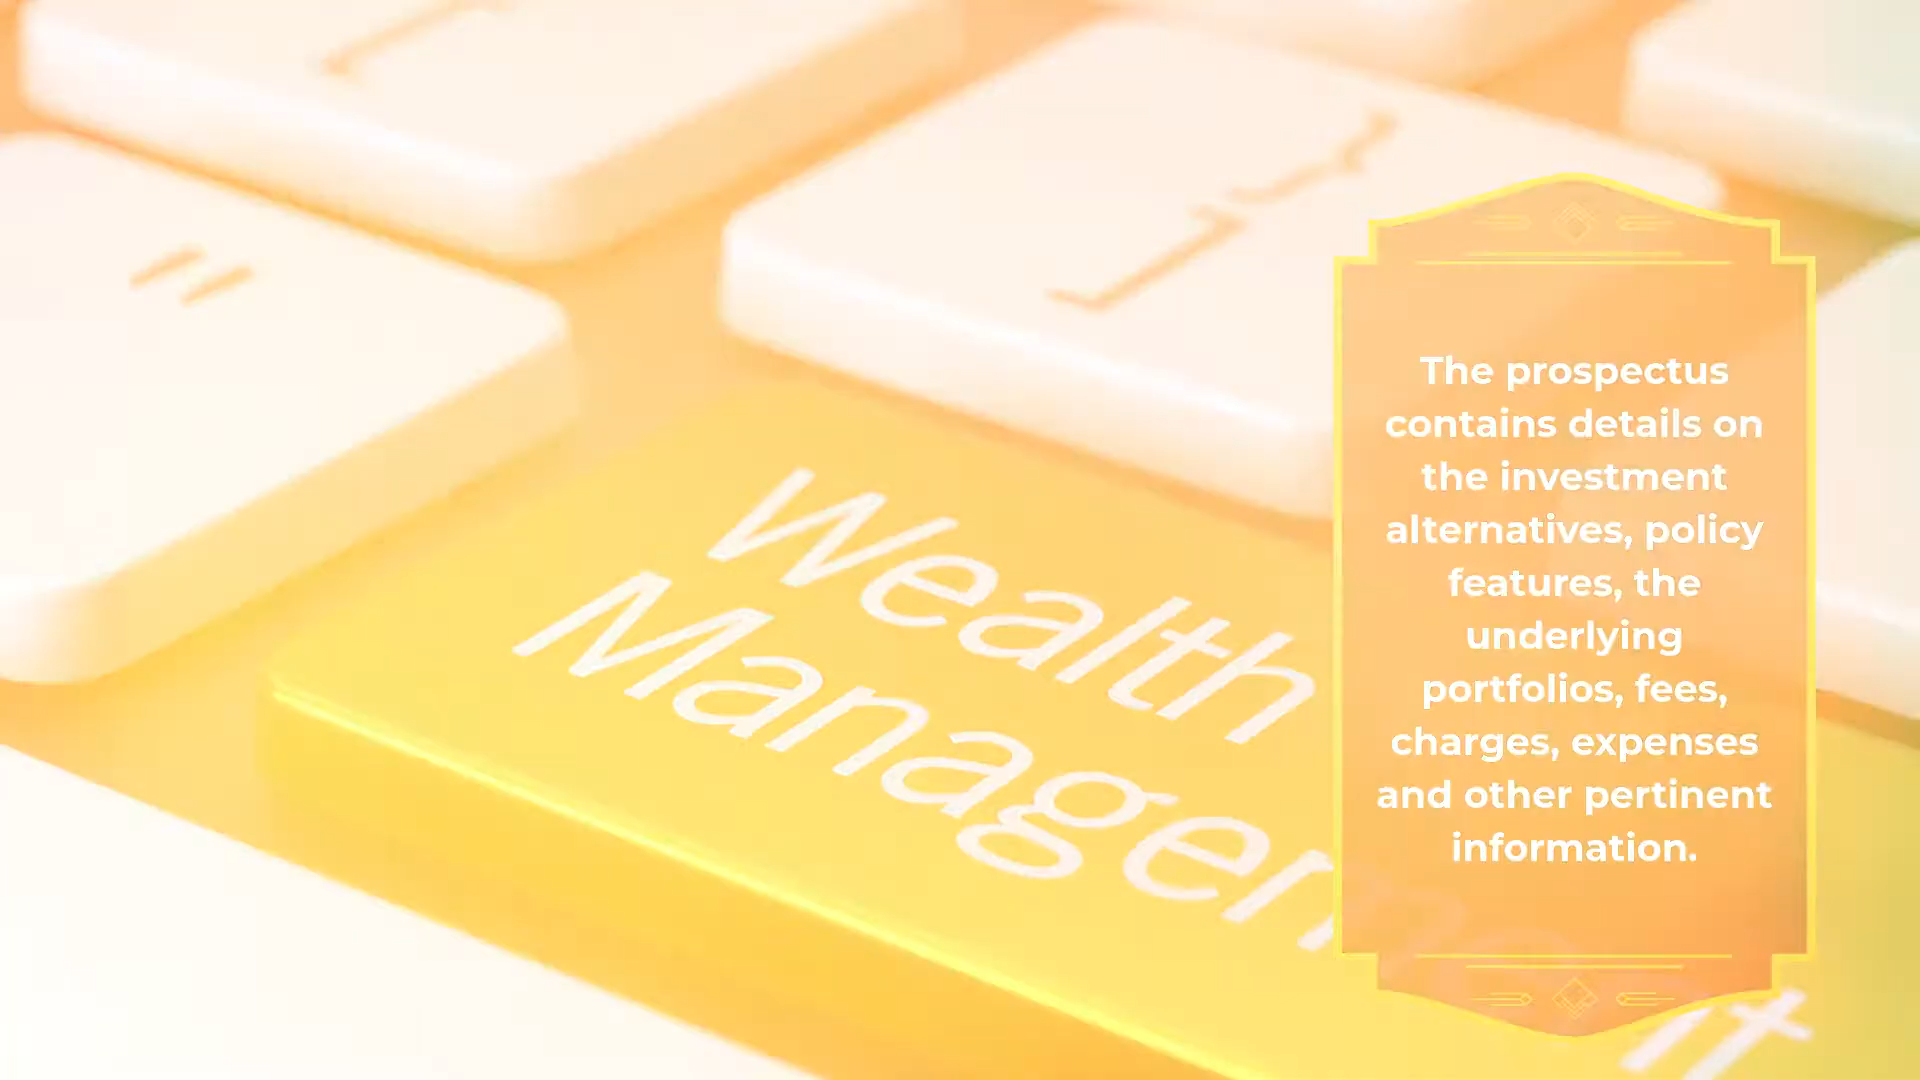 Wealth
Managem
The prospectus
contains details on
the investment
alternatives, policy
features, the
underlying
portfolios, fees,
charges, expenses
and other pertinent
information.